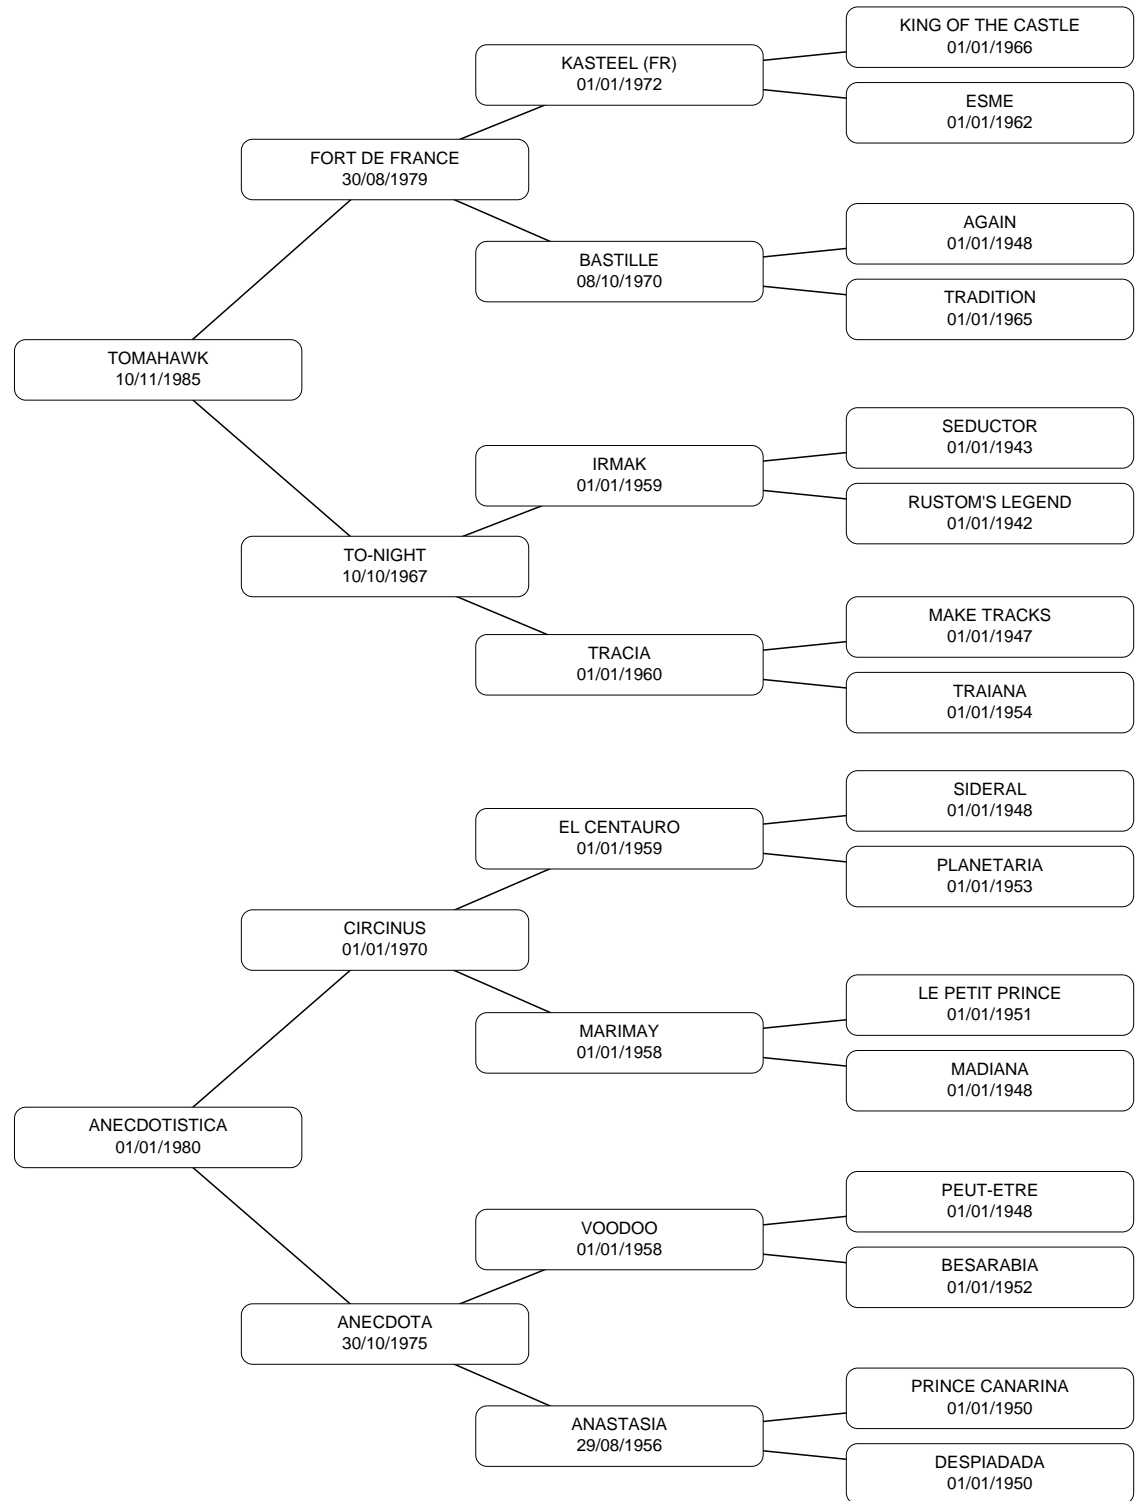 KING OF THE CASTLE
01/01/1966
KASTEEL (FR)
01/01/1972
ESME
01/01/1962
FORT DE FRANCE
30/08/1979
AGAIN
01/01/1948
BASTILLE
08/10/1970
TRADITION
01/01/1965
TOMAHAWK
10/11/1985
SEDUCTOR
01/01/1943
IRMAK
01/01/1959
RUSTOM'S LEGEND
01/01/1942
TO-NIGHT
10/10/1967
MAKE TRACKS
01/01/1947
TRACIA
01/01/1960
TRAIANA
01/01/1954
SIDERAL
01/01/1948
EL CENTAURO
01/01/1959
PLANETARIA
01/01/1953
CIRCINUS
01/01/1970
LE PETIT PRINCE
01/01/1951
MARIMAY
01/01/1958
MADIANA
01/01/1948
ANECDOTISTICA
01/01/1980
PEUT-ETRE
01/01/1948
VOODOO
01/01/1958
BESARABIA
01/01/1952
ANECDOTA
30/10/1975
PRINCE CANARINA
01/01/1950
ANASTASIA
29/08/1956
DESPIADADA
01/01/1950